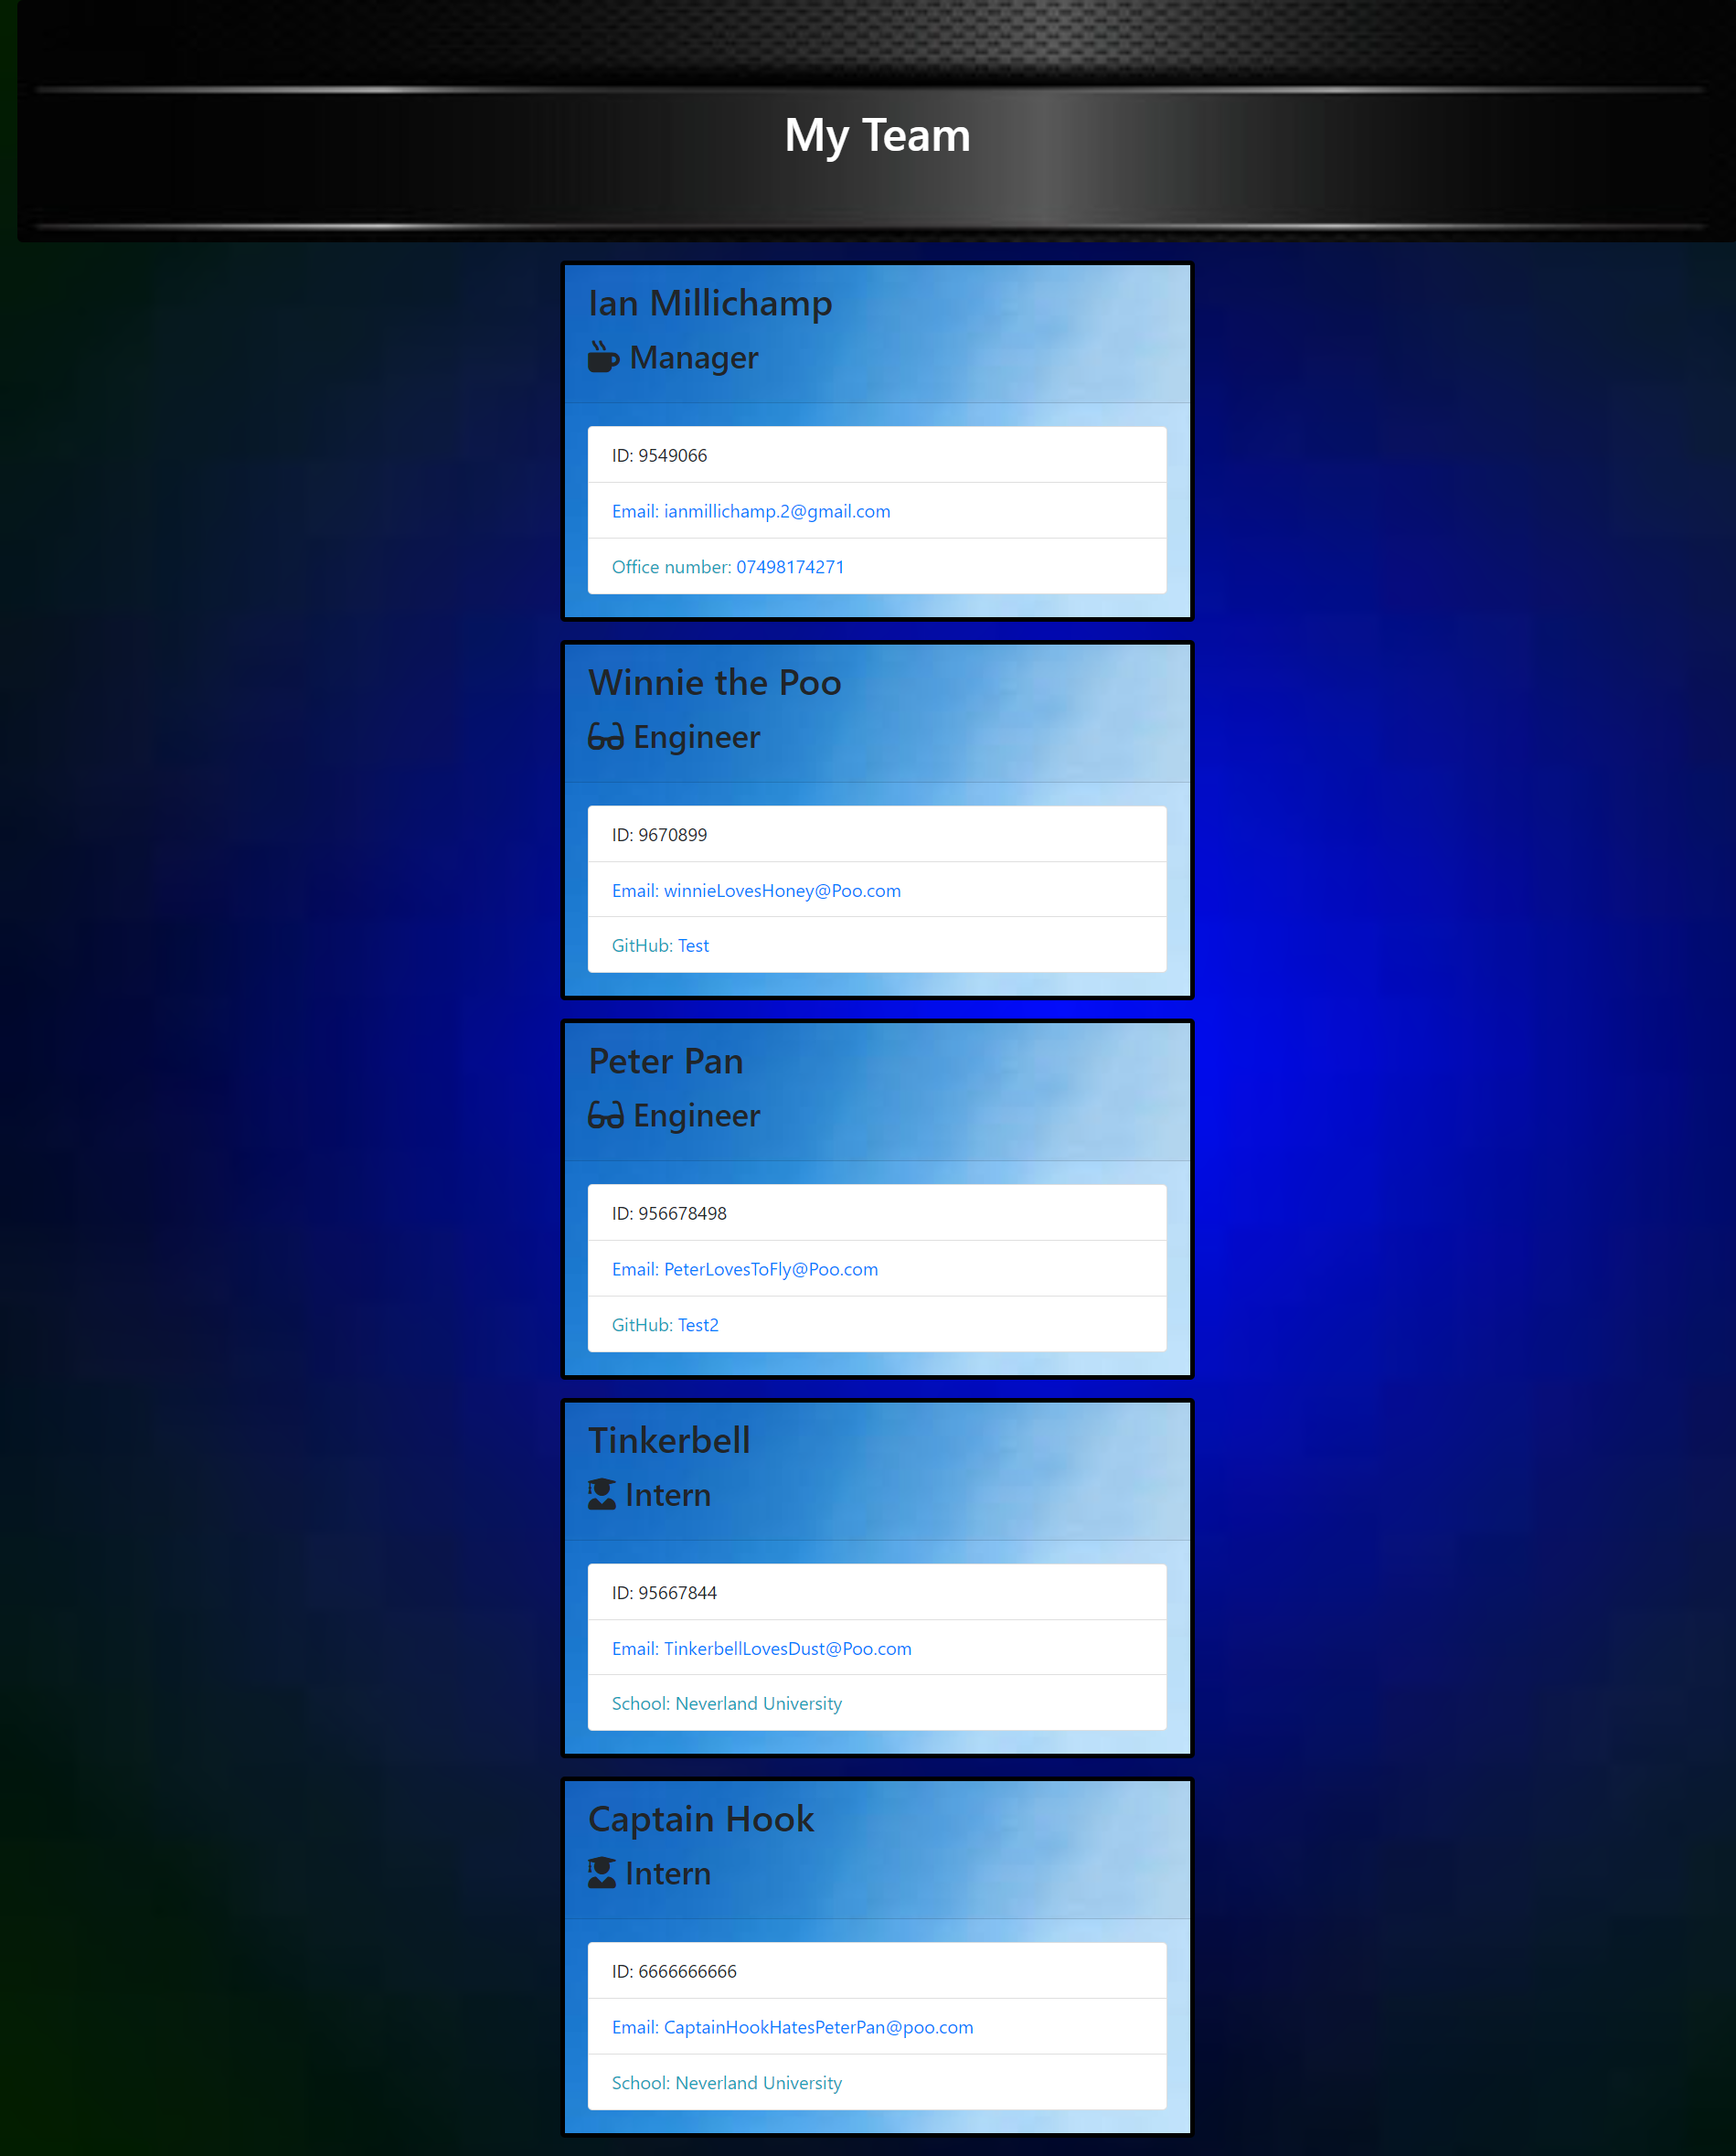 My Team
Ian Millichamp
Manager
ID: 9549066
Email: ianmillichamp.2@gmail.com
Office number: 07498174271
Winnie the Poo
Engineer
ID: 9670899
Email: winnieLovesHoney@Poo.com
GitHub: Test
Peter Pan
Engineer
ID: 956678498
Email: PeterLovesToFly@Poo.com
GitHub: Test2
Tinkerbell
Intern
ID: 95667844
Email: TinkerbellLovesDust@Poo.com
School: Neverland University
Captain Hook
Intern
ID: 6666666666
Email: CaptainHookHatesPeterPan@poo.com
School: Neverland University